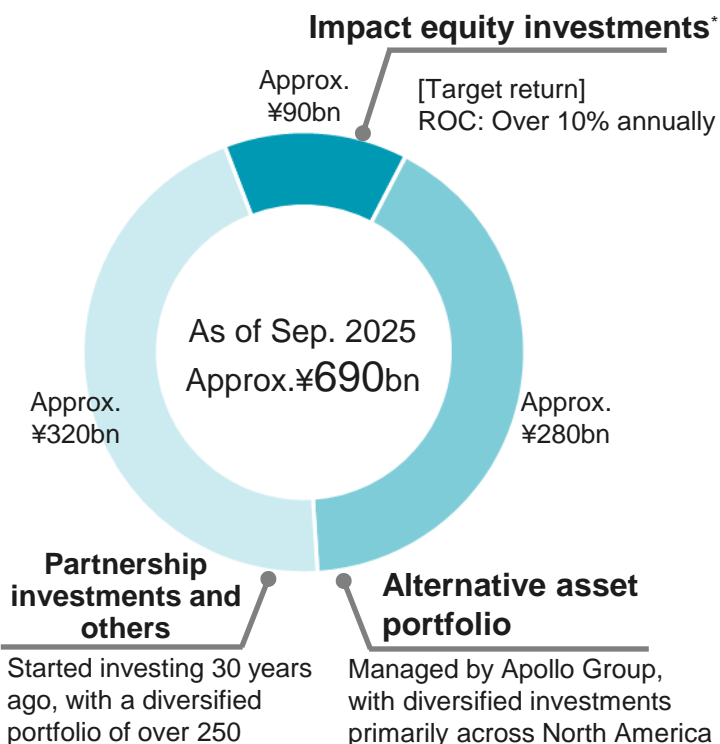 Impact equity investments*
Approx.
¥90bn
[Target return]
ROC: Over 10% annually
As of Sep. 2025
Approx.¥690bn
Approx.
¥320bn
Approx.
¥280bn
Partnership
investments and
others
Started investing 30 years
ago, with a diversified
portfolio of over 250
Alternative asset
portfolio
Managed by Apollo Group,
with diversified investments
primarily across North America